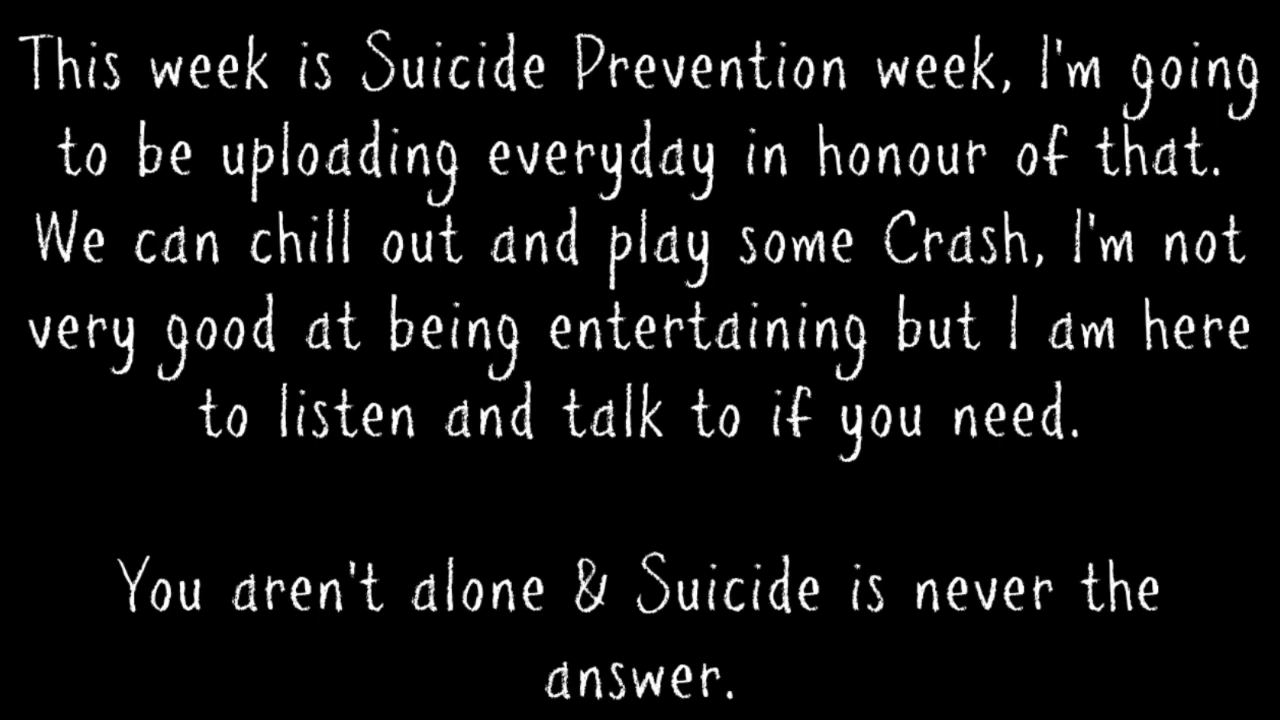 This week is Suicide Prevention week, I'm going
to be uploading everyday in honour of that.
We can chill out and play some Crash, I'm not
very good at being entertaining but I am here
to listen and talk to if you need.
You aren't alone & Suicide is never the
answer.